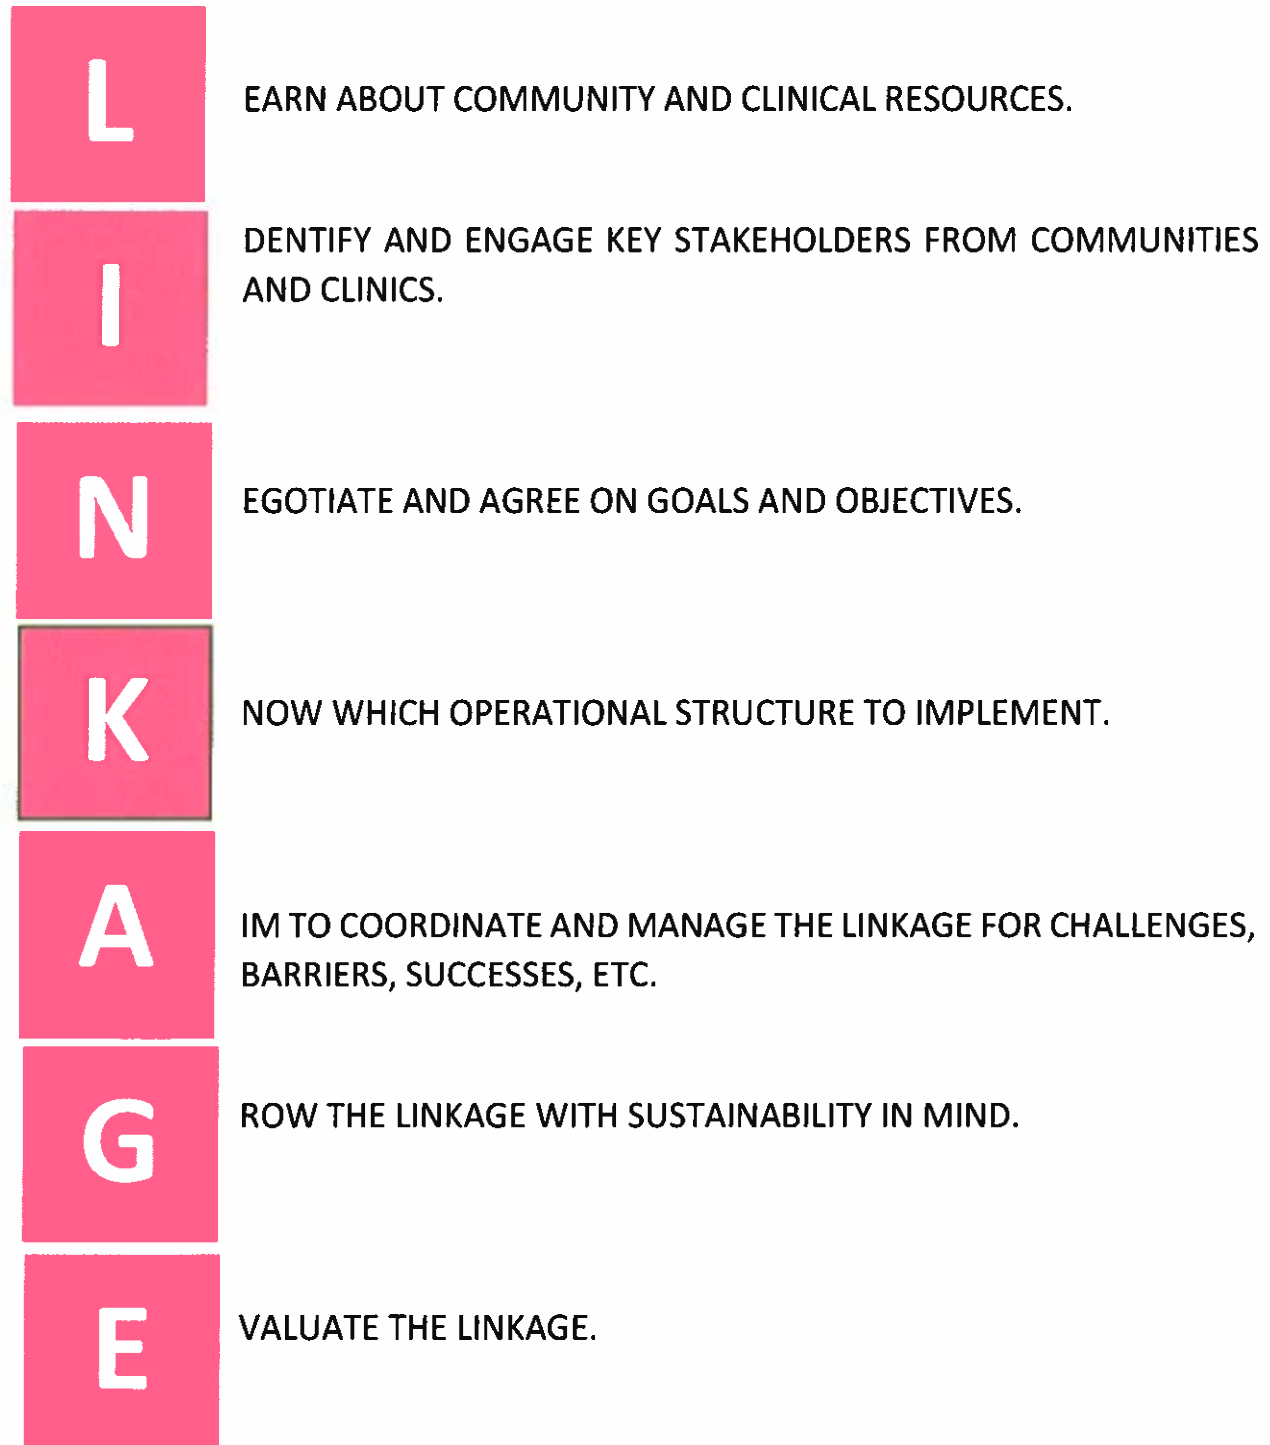 L
EARN ABOUT COMMUNITY AND CLINICAL RESOURCES.
I
DENTIFY AND ENGAGE KEY STAKEHOLDERS FROM COMMUNITIES
AND CLINICS.
N
EGOTIATE AND AGREE ON GOALS AND OBJECTIVES.
K
NOW WHICH OPERATIONAL STRUCTURE TO IMPLEMENT.
A
IM TO COORDINATE AND MANAGE THE LINKAGE FOR CHALLENGES,
BARRIERS, SUCCESSES, ETC.
G
ROW THE LINKAGE WITH SUSTAINABILITY IN MIND.
E
VALUATE THE LINKAGE.